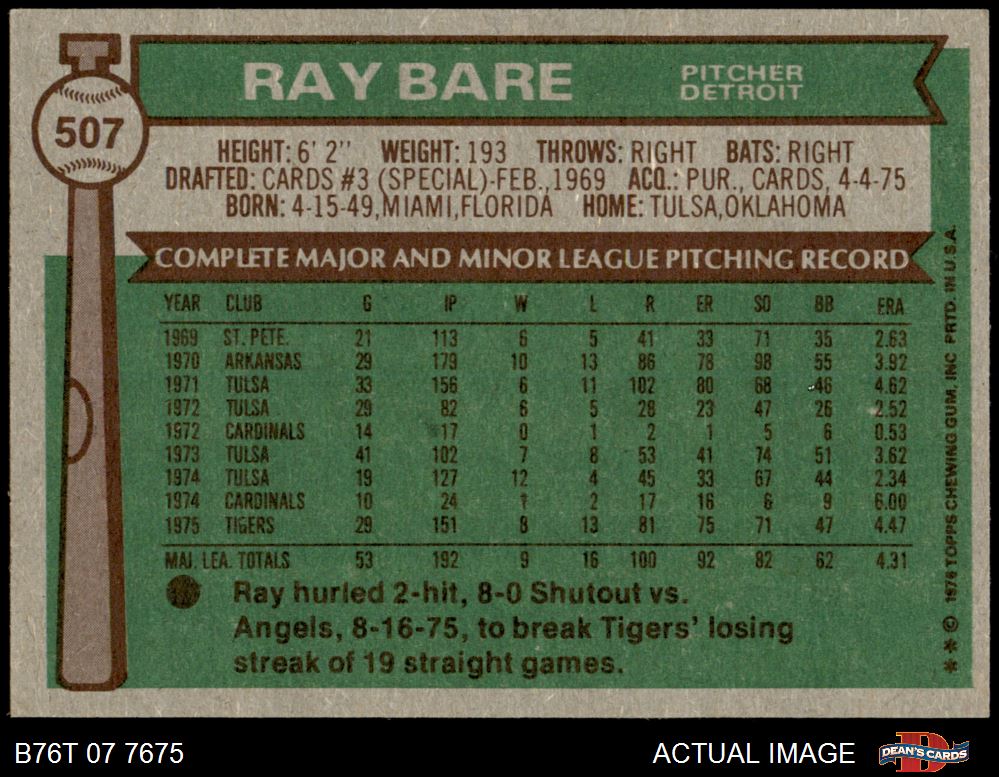 507
RAY BARE
PITCHER
DETROIT
HEIGHT: 6' 2" WEIGHT: 193 THROWS: RIGHT BATS: RIGHT
DRAFTED: CARDS #3 (SPECIAL)-FEB., 1969 ACQ.: PUR., CARDS, 4-4-75
BORN: 4-15-49, MIAMI, FLORIDA HOME: TULSA, OKLAHOMA
COMPLETE MAJOR AND MINOR LEAGUE PITCHING RECORD
YEAR CLUB G IP W L R ER SO BB ERA
1969 ST. PETE. 21 113 6 5 41 33 71 35 2.63
1970 ARKANSAS 29 179 10 13 86 78 98 55 3.92
1971 TULSA 33 156 6 11 102 80 68 46 4.62
1972 TULSA 29 82 6 5 28 23 47 26 2.52
1972 CARDINALS 14 17 0 1 2 1 5 6 0.53
1973 TULSA 41 102 7 8 53 41 74 51 3.62
1974 TULSA 19 127 12 4 45 33 67 44 2.34
1974 CARDINALS 10 24 1 2 17 16 6 9 6.00
1975 TIGERS 29 151 8 13 81 75 71 47 4.47
MAJ. LEA. TOTALS 53 192 9 16 100 92 82 62 4.31
Ray hurled 2-hit, 8-0 Shutout vs.
Angels, 8-16-75, to break Tigers' losing
streak of 19 straight games.
* * © 1976 TOPPS CHEWING GUM, INC PRTD. IN U.S.A.
B76T 07 7675
ACTUAL IMAGE
D
DEAN'S CARDS